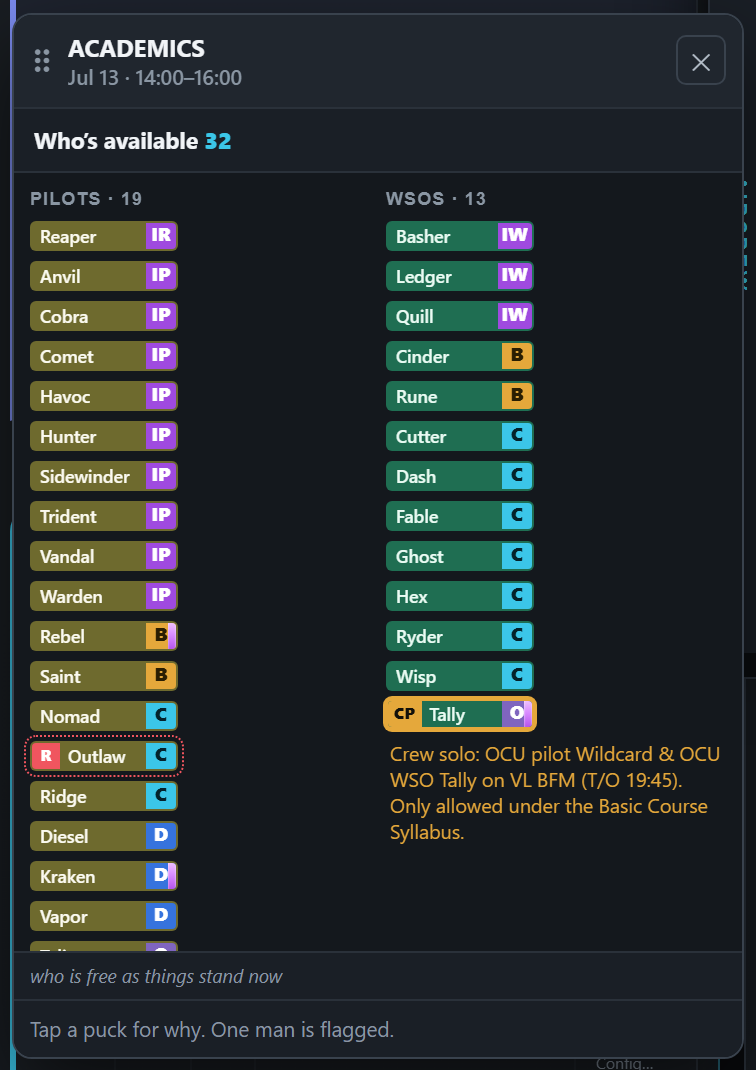 ACADEMICS
Jul 13 · 14:00–16:00
Who's available 32
PILOTS · 19
Reaper IR
Anvil IP
Cobra IP
Comet IP
Havoc IP
Hunter IP
Sidewinder IP
Trident IP
Vandal IP
Warden IP
Rebel B
Saint B
Nomad C
R Outlaw C
Ridge C
Diesel D
Kraken D
Vapor D
WSOS · 13
Basher IW
Ledger IW
Quill IW
Cinder B
Rune B
Cutter C
Dash C
Fable C
Ghost C
Hex C
Ryder C
Wisp C
CP Tally O
Crew solo: OCU pilot Wildcard & OCU
WSO Tally on VL BFM (T/O 19:45).
Only allowed under the Basic Course
Syllabus.
who is free as things stand now
Tap a puck for why. One man is flagged.
Config...